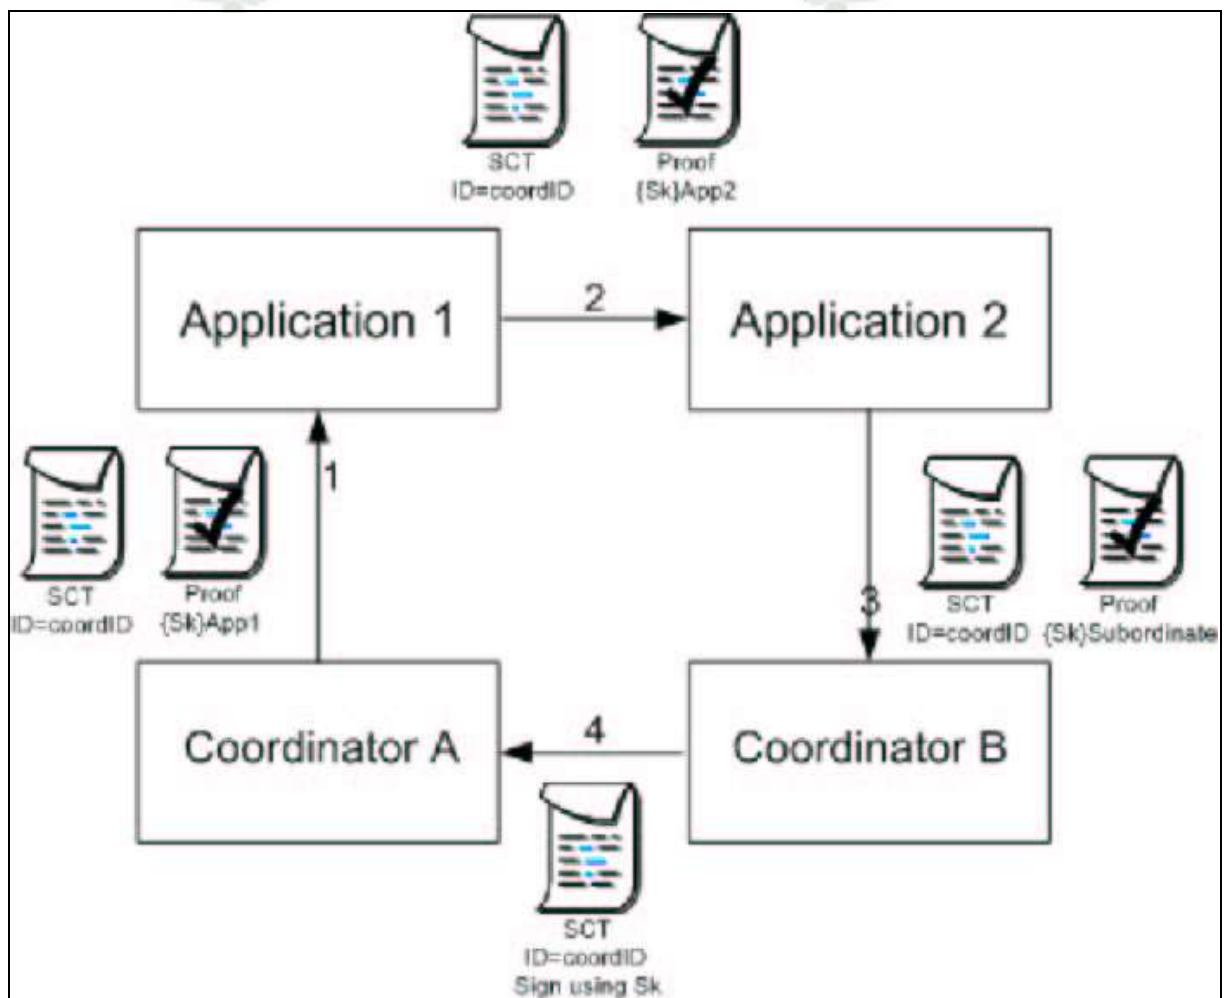 SCT
ID=coordID
Proof
{Sk}App2
Application 1
2
Application 2
1
SCT
ID=coordID
Proof
{Sk}App1
3
SCT
ID=coordID
Proof
{Sk}Subordinate
Coordinator A
4
Coordinator B
SCT
ID=coordID
Sign using Sk